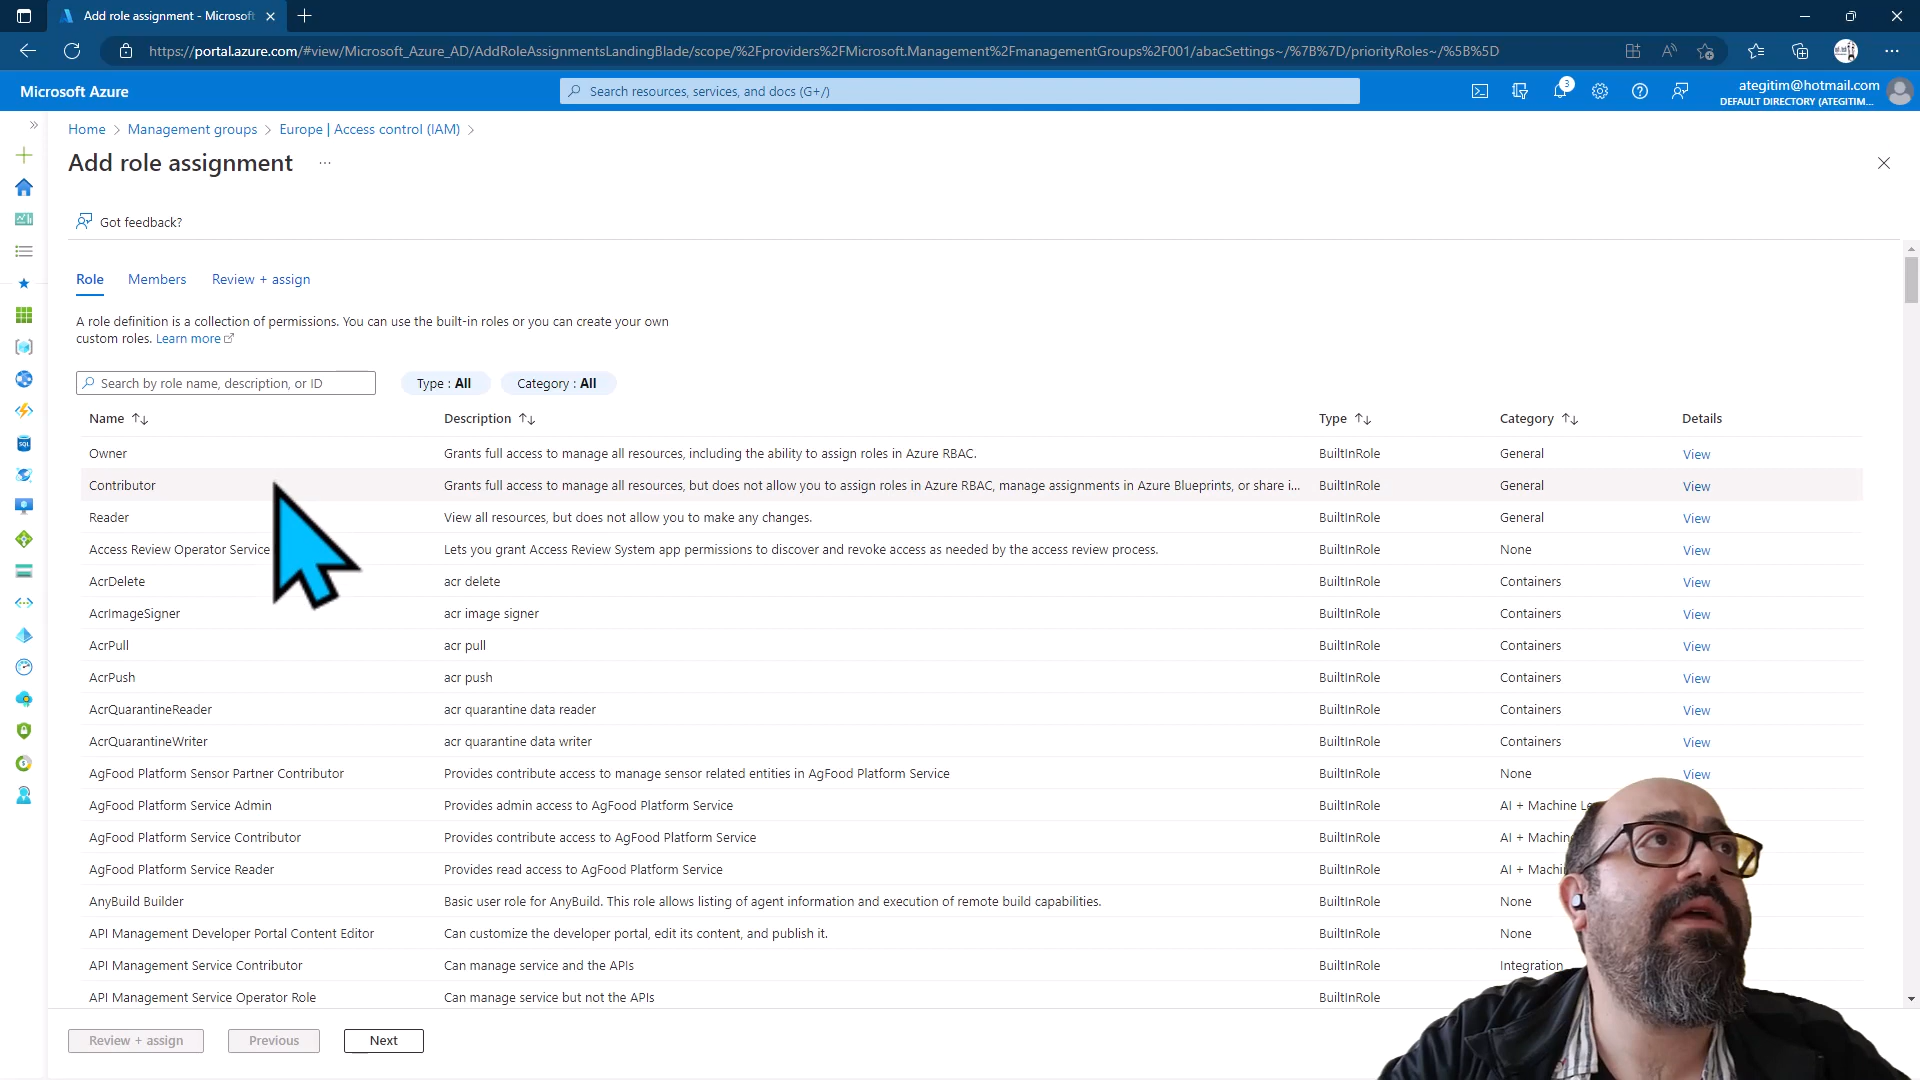 Add role assignment - Microsoft
https://portal.azure.com/#view/Microsoft_Azure_AD/AddRoleAssignmentsLandingBlade/scope/%2Fproviders%2FMicrosoft.Management%2FmanagementGroups%2F001/abacSettings~/%7B%7D/priorityRoles~/%5B%5D
Microsoft Azure
Search resources, services, and docs (G+/)
3
ategitim@hotmail.com
DEFAULT DIRECTORY (ATEGITIM...
Home > Management groups > Europe | Access control (IAM) >
Add role assignment ...
Got feedback?
Role Members Review + assign
A role definition is a collection of permissions. You can use the built-in roles or you can create your own
custom roles. Learn more
Search by role name, description, or ID Type : All Category : All
Name Description Type Category Details
Owner Grants full access to manage all resources, including the ability to assign roles in Azure RBAC. BuiltInRole General View
Contributor Grants full access to manage all resources, but does not allow you to assign roles in Azure RBAC, manage assignments in Azure Blueprints, or share i... BuiltInRole General View
Reader View all resources, but does not allow you to make any changes. BuiltInRole General View
Access Review Operator Service Lets you grant Access Review System app permissions to discover and revoke access as needed by the access review process. BuiltInRole None View
AcrDelete acr delete BuiltInRole Containers View
AcrImageSigner acr image signer BuiltInRole Containers View
AcrPull acr pull BuiltInRole Containers View
AcrPush acr push BuiltInRole Containers View
AcrQuarantineReader acr quarantine data reader BuiltInRole Containers View
AcrQuarantineWriter acr quarantine data writer BuiltInRole Containers View
AgFood Platform Sensor Partner Contributor Provides contribute access to manage sensor related entities in AgFood Platform Service BuiltInRole None View
AgFood Platform Service Admin Provides admin access to AgFood Platform Service BuiltInRole AI + Machine Le
AgFood Platform Service Contributor Provides contribute access to AgFood Platform Service BuiltInRole AI + Machine
AgFood Platform Service Reader Provides read access to AgFood Platform Service BuiltInRole AI + Machi
AnyBuild Builder Basic user role for AnyBuild. This role allows listing of agent information and execution of remote build capabilities. BuiltInRole None
API Management Developer Portal Content Editor Can customize the developer portal, edit its content, and publish it. BuiltInRole None
API Management Service Contributor Can manage service and the APIs BuiltInRole Integration
API Management Service Operator Role Can manage service but not the APIs BuiltInRole
Review + assign Previous Next